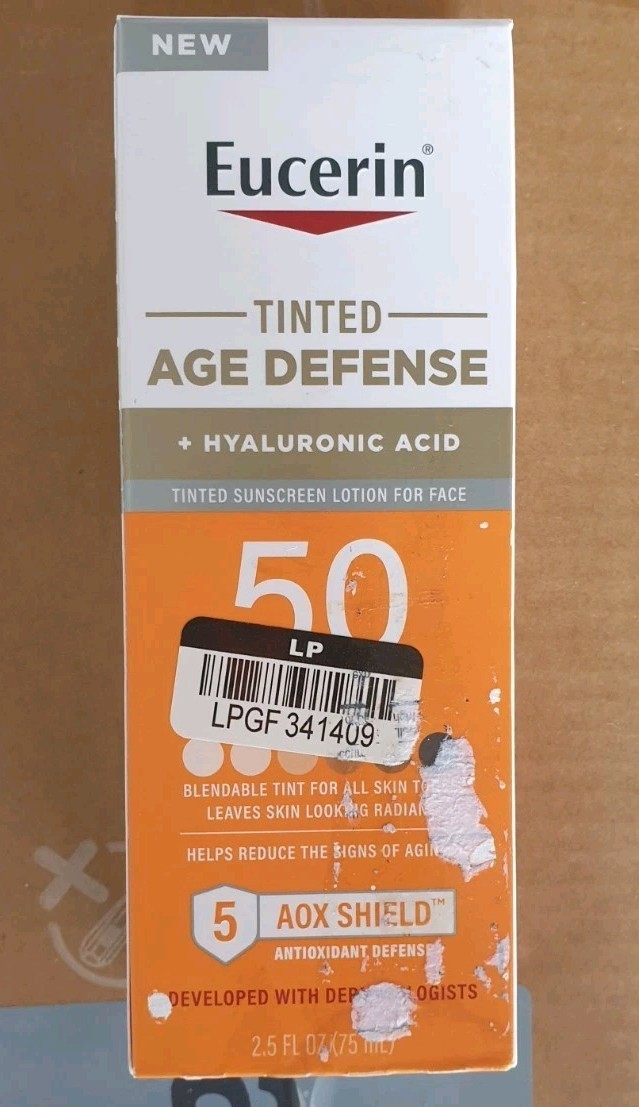 NEW
Eucerin®
TINTED
AGE DEFENSE
+ HYALURONIC ACID
TINTED SUNSCREEN LOTION FOR FACE
50
LP
LPGF 341409
BLENDABLE TINT FOR ALL SKIN
LEAVES SKIN LOOKING
HELPS REDUCE THE SIGNS OF
5 AOX SHIELD™
ANTIOXIDANT DEFENSE
DEVELOPED WITH
2.5 FL OZ (75 mL)